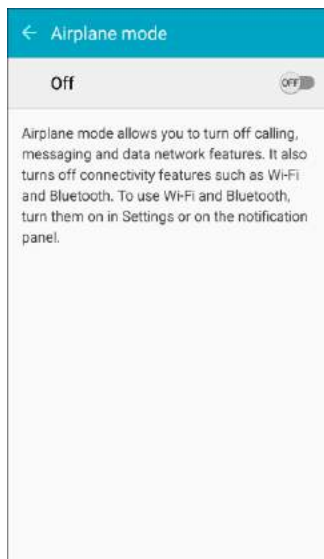 Airplane mode
Off
OFF
Airplane mode allows you to turn off calling,
messaging and data network features. It also
turns off connectivity features such as Wi-Fi
and Bluetooth. To use Wi-Fi and Bluetooth,
turn them on in Settings or on the notification
panel.